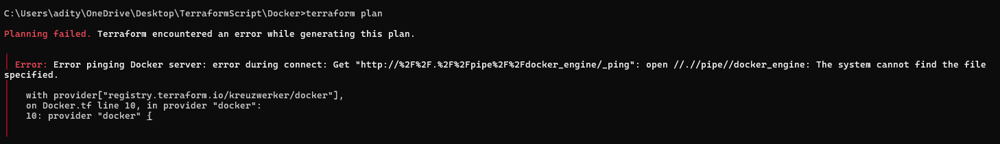 C:\Users\adity\OneDrive\Desktop\TerraformScript\Docker>terraform plan
Planning failed. Terraform encountered an error while generating this plan.
Error: Error pinging Docker server: error during connect: Get "http://%2F%2F.%2F%2Fpipe%2F%2Fdocker_engine/_ping": open //.//pipe//docker_engine: The system cannot find the file
specified.
with provider["registry.terraform.io/kreuzwerker/docker"],
on Docker.tf line 10, in provider "docker":
10: provider "docker" {